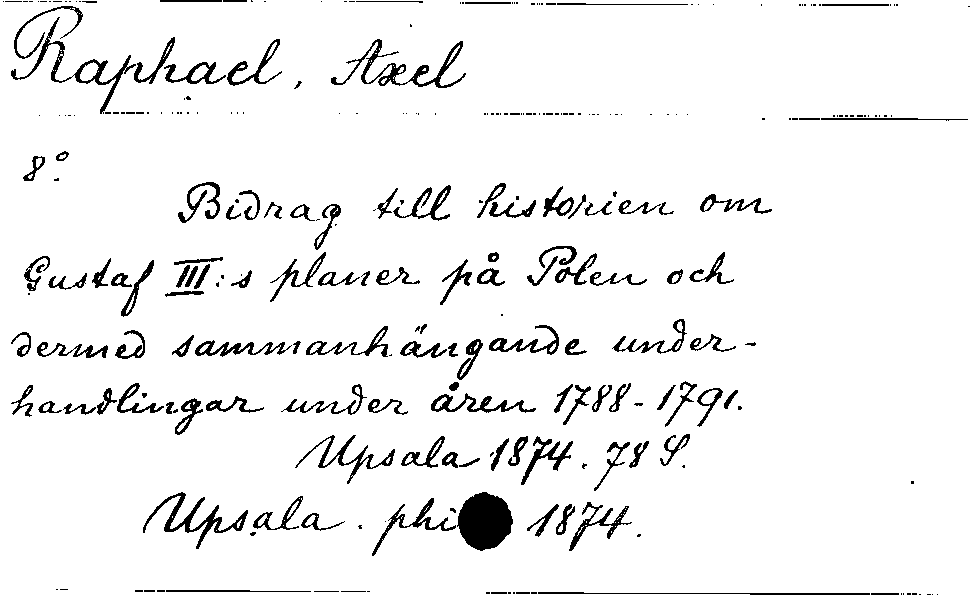 Raphael, Axel
8°.
Bidrag till historien om
Gustaf III:s planer på Polen och
dermed sammanhängande under-
handlingar under åren 1788-1791.
Upsala 1874. 78 S.
Upsala. phi 1874.